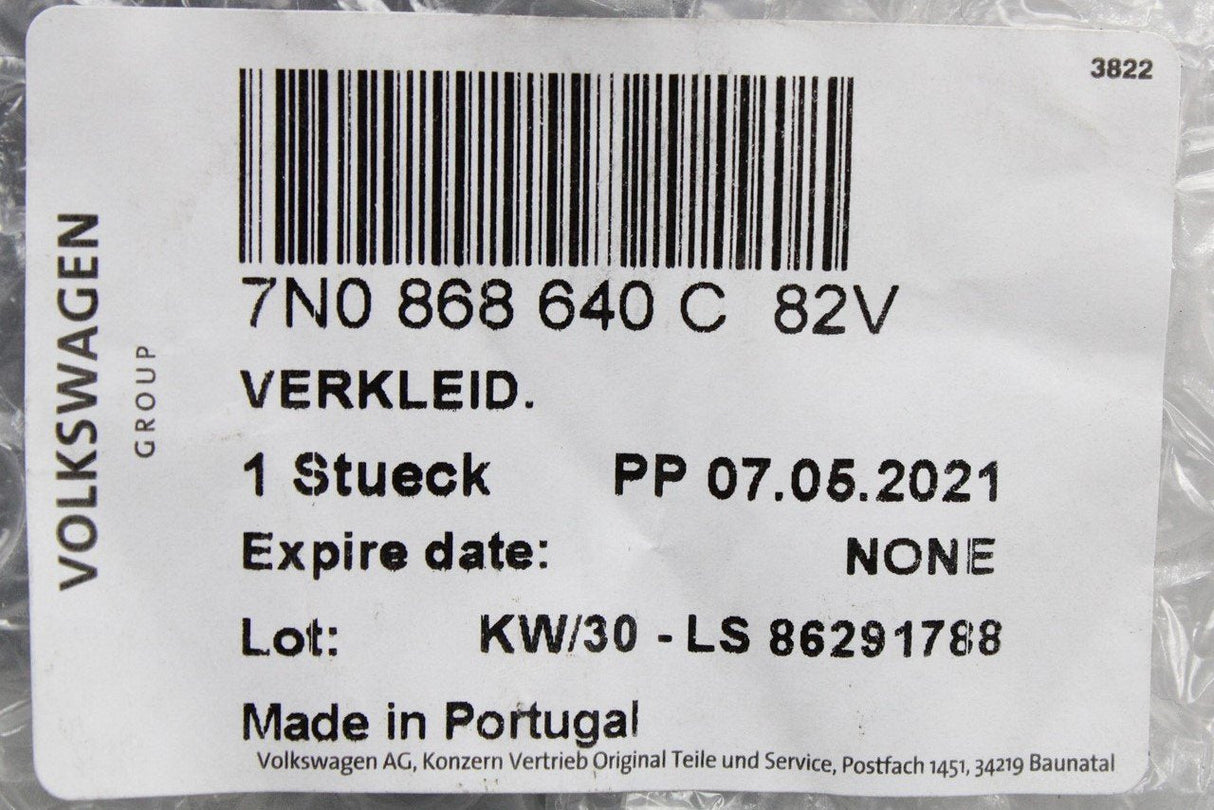 3822
VOLKSWAGEN
GROUP
7N0 868 640 C 82V
VERKLEID.
1 Stueck PP 07.05.2021
Expire date: NONE
Lot: KW/30 - LS 86291788
Made in Portugal
Volkswagen AG, Konzern Vertrieb Original Teile und Service, Postfach 1451, 34219 Baunatal